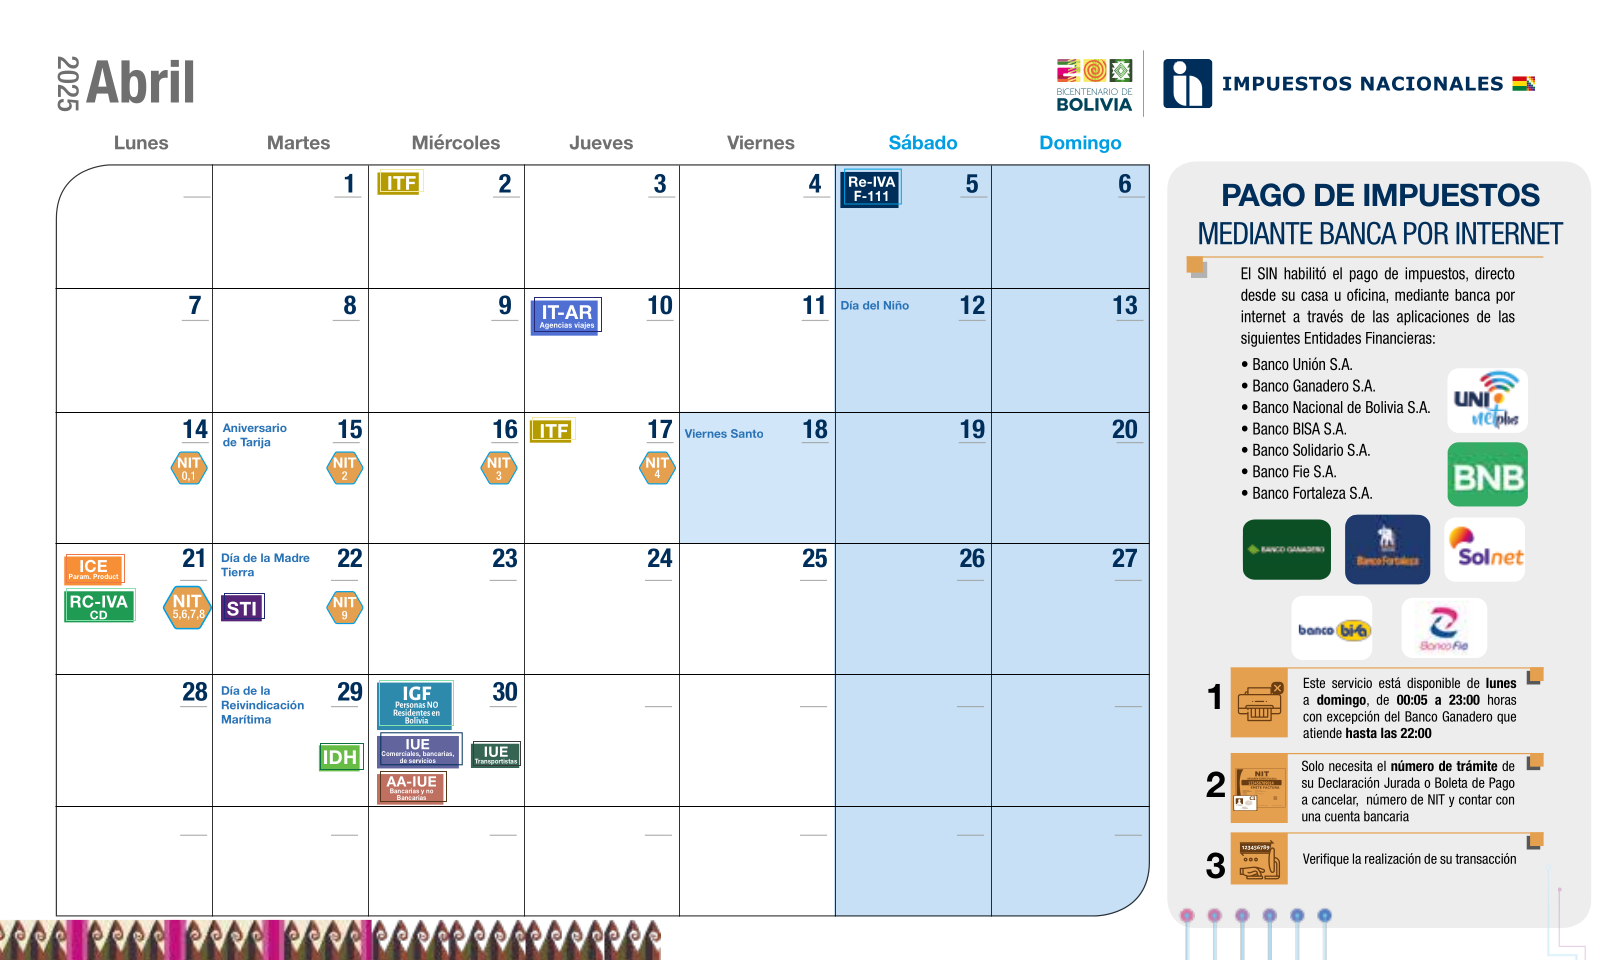 2025
Abril
BICENTENARIO DE
BOLIVIA
IMPUESTOS NACIONALES
Lunes Martes Miércoles Jueves Viernes Sábado Domingo
1
ITF 2
3
4
Re-IVA
F-111
5
6
7
8
9
IT-AR
Agencias viajes
10
11
Día del Niño 12
13
14
NIT
0,1
Aniversario
de Tarija
15
NIT
2
16
NIT
3
ITF 17
NIT
4
Viernes Santo 18
19
20
ICE
Param. Product
21
RC-IVA
CD
NIT
5,6,7,8
Día de la Madre
Tierra
22
STI
NIT
9
23
24
25
26
27
28
Día de la
Reivindicación
Marítima
29
IDH
IGF
Personas NO
Residentes en
Bolivia
30
IUE
Comerciales, bancarias,
de servicios
IUE
Transportistas
AA-IUE
Bancarias y no
Bancarias
PAGO DE IMPUESTOS
MEDIANTE BANCA POR INTERNET
El SIN habilitó el pago de impuestos, directo
desde su casa u oficina, mediante banca por
internet a través de las aplicaciones de las
siguientes Entidades Financieras:
• Banco Unión S.A.
• Banco Ganadero S.A.
• Banco Nacional de Bolivia S.A.
• Banco BISA S.A.
• Banco Solidario S.A.
• Banco Fie S.A.
• Banco Fortaleza S.A.
UNI
netplus
BNB
BANCO GANADERO
Banco Fortaleza
Solnet
banco bisa
Banco Fie
1
Este servicio está disponible de lunes
a domingo, de 00:05 a 23:00 horas
con excepción del Banco Ganadero que
atiende hasta las 22:00
2
NIT
Solo necesita el número de trámite de
su Declaración Jurada o Boleta de Pago
a cancelar, número de NIT y contar con
una cuenta bancaria
3
123456789
Verifique la realización de su transacción